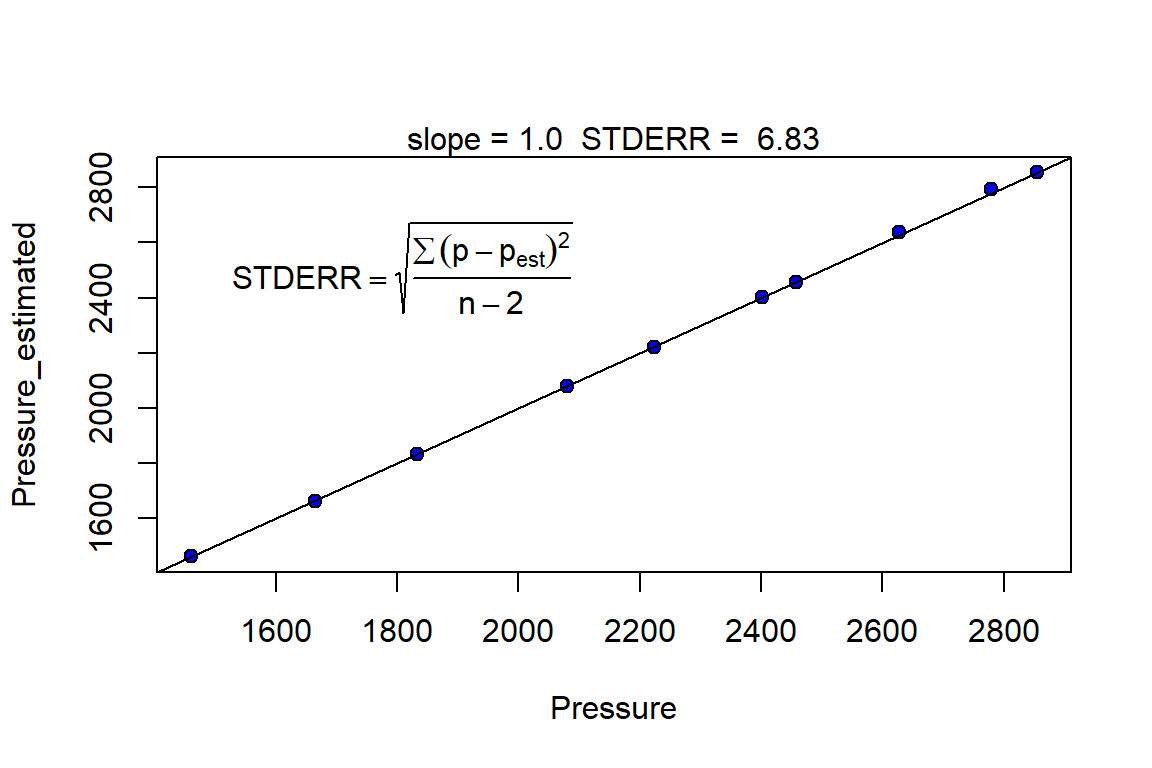 slope = 1.0  STDERR =  6.83
STDERR = √(∑(p − p_est)² / (n − 2))
Pressure_estimated
2800
2400
2000
1600
1600 1800 2000 2200 2400 2600 2800
Pressure